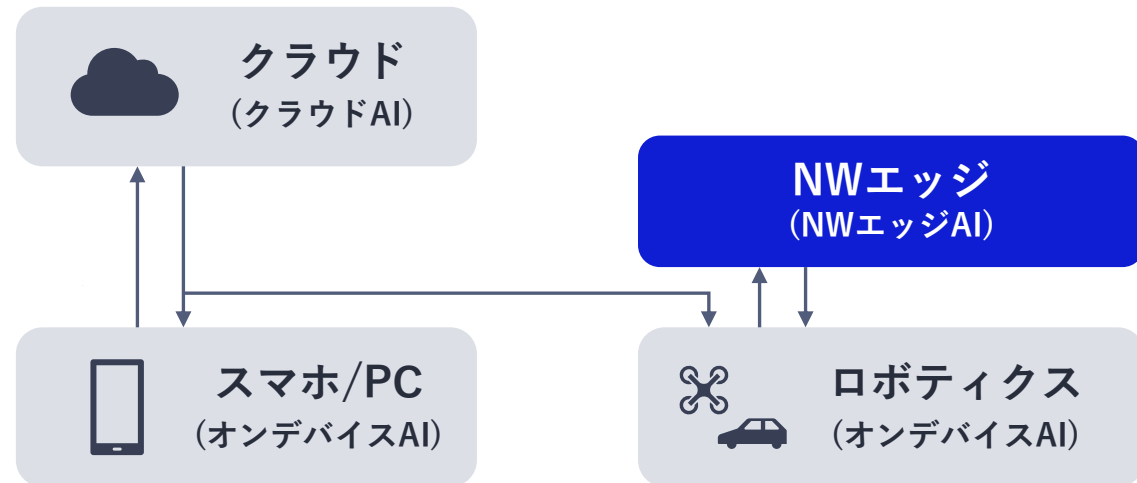 クラウド
(クラウドAI)
NWエッジ
(NWエッジAI)
スマホ/PC
(オンデバイスAI)
ロボティクス
(オンデバイスAI)